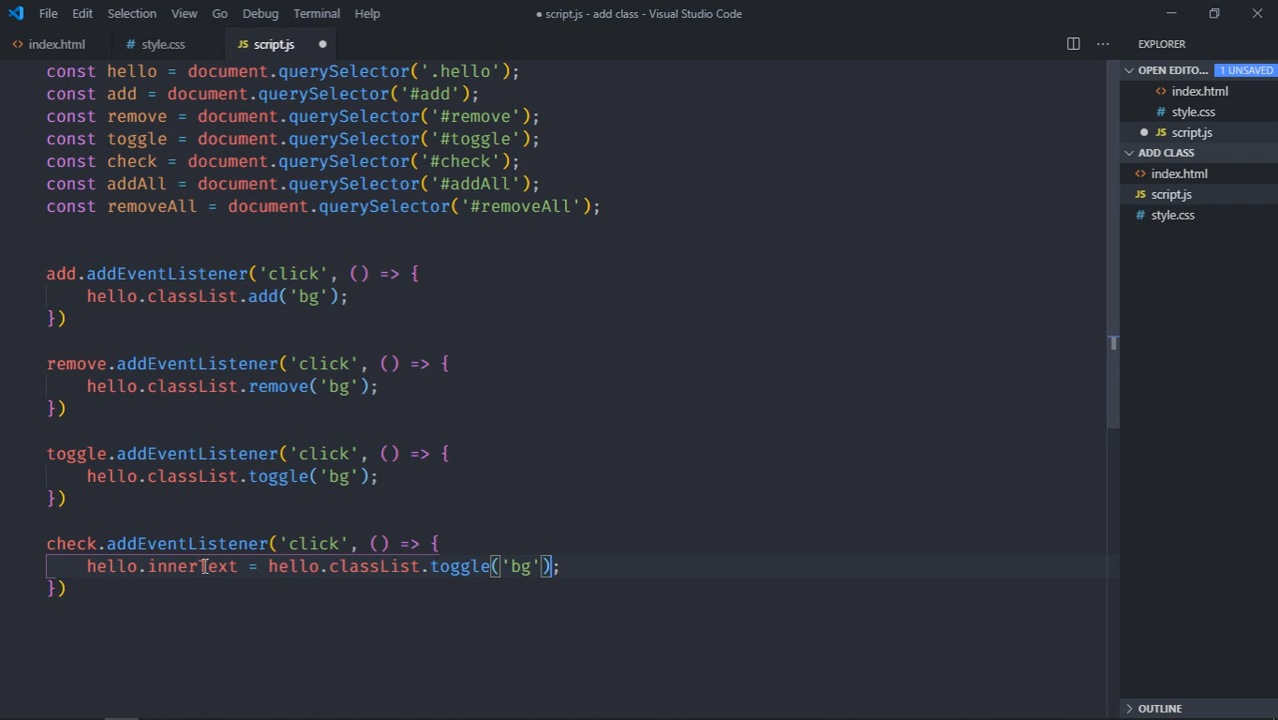 File Edit Selection View Go Debug Terminal Help
● script.js - add class - Visual Studio Code
index.html style.css JS script.js
EXPLORER
const hello = document.querySelector('.hello');
const add = document.querySelector('#add');
const remove = document.querySelector('#remove');
const toggle = document.querySelector('#toggle');
const check = document.querySelector('#check');
const addAll = document.querySelector('#addAll');
const removeAll = document.querySelector('#removeAll');
add.addEventListener('click', () => {
hello.classList.add('bg');
})
remove.addEventListener('click', () => {
hello.classList.remove('bg');
})
toggle.addEventListener('click', () => {
hello.classList.toggle('bg');
})
check.addEventListener('click', () => {
hello.innerText = hello.classList.toggle('bg');
})
OPEN EDITO... 1 UNSAVED
index.html
style.css
JS script.js
ADD CLASS
index.html
JS script.js
style.css
OUTLINE